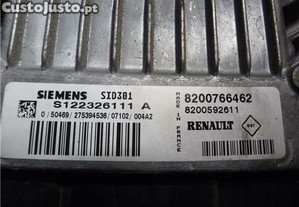 CustoJusto.pt
SIEMENS SID301
S122326111 A
0 / 50469 / 275394536 / 07102 / 004A2
MADE IN FRANCE
8200766462
8200592611
RENAULT